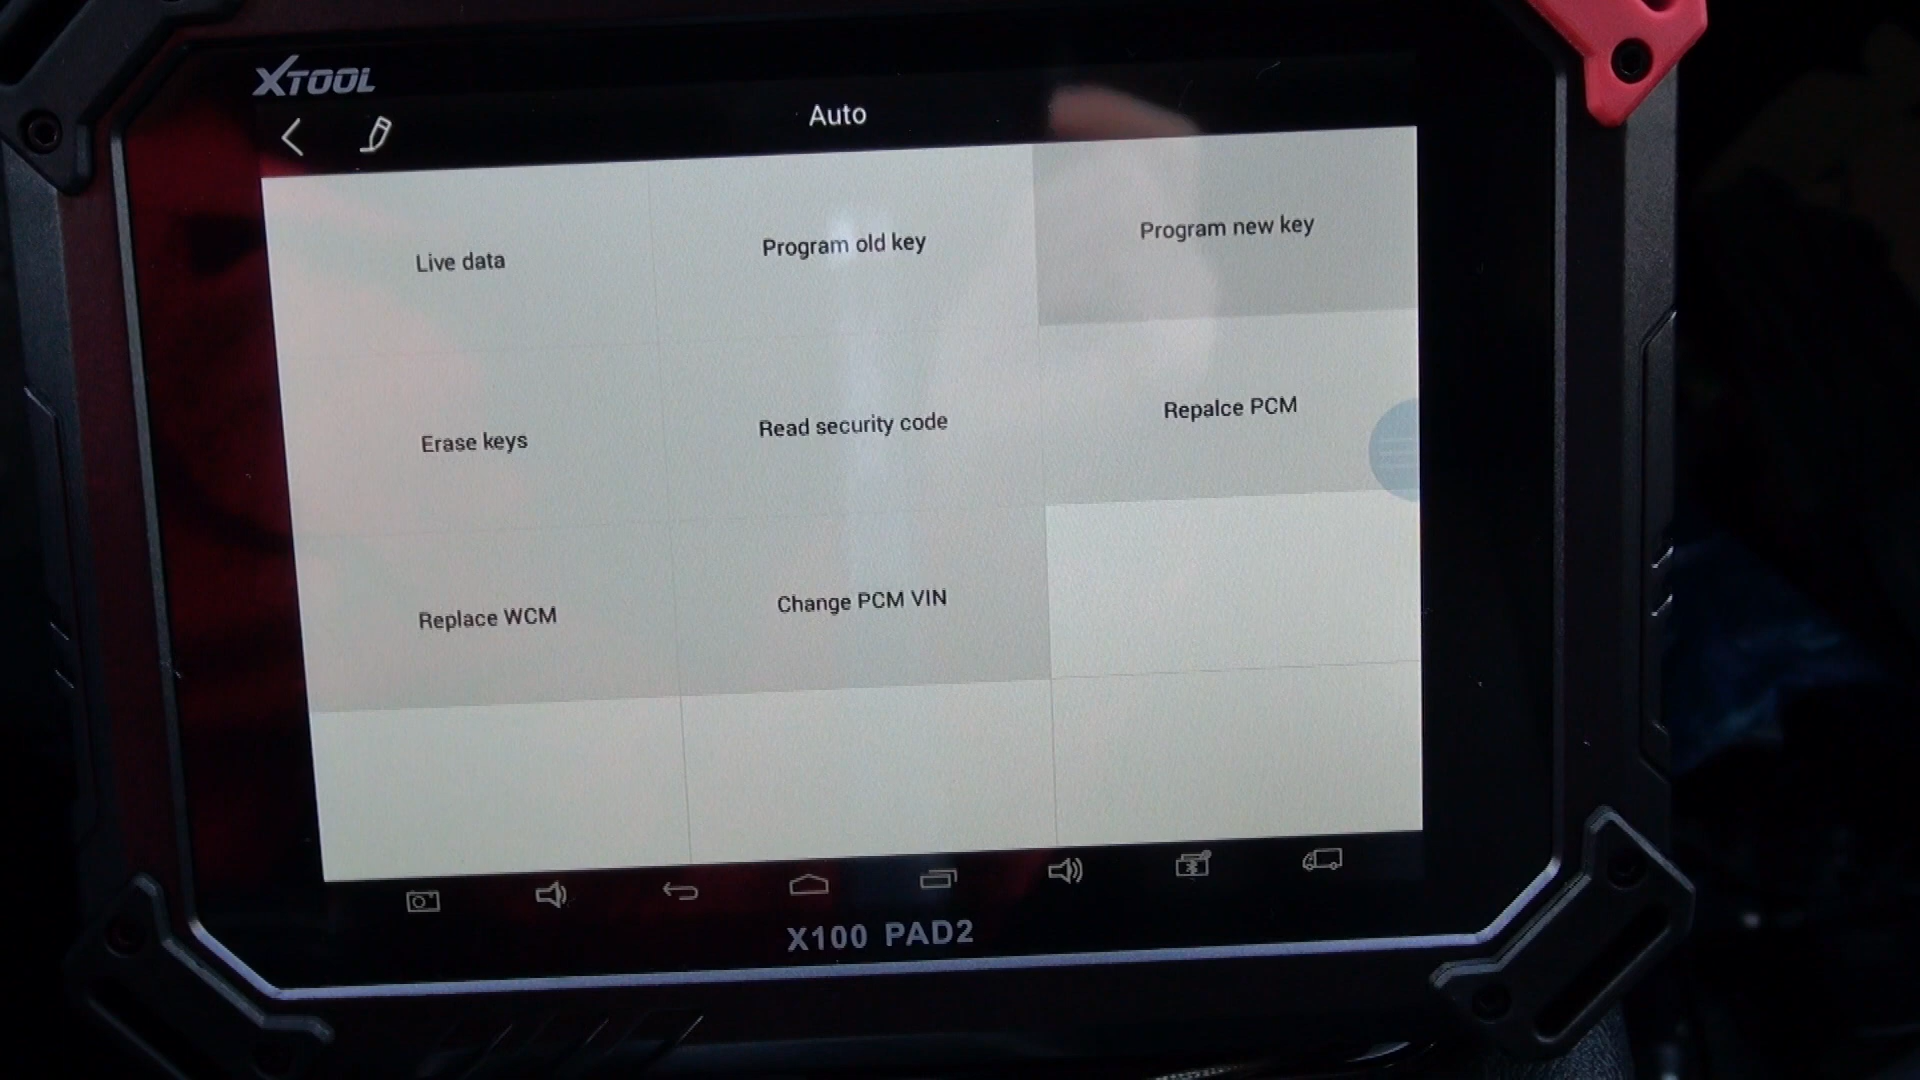 XTOOL
Auto
Live data
Program old key
Program new key
Erase keys
Read security code
Repalce PCM
Replace WCM
Change PCM VIN
X100 PAD2